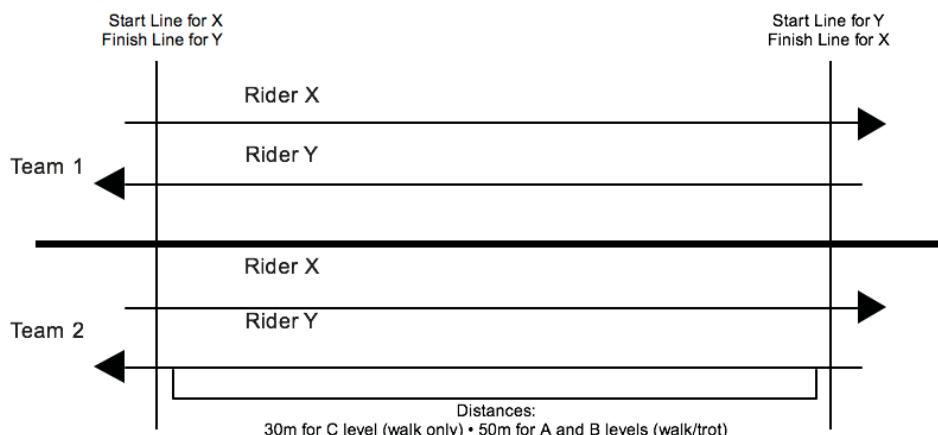 Start Line for X
Finish Line for Y
Start Line for Y
Finish Line for X
Rider X
Team 1
Rider Y
Rider X
Team 2
Rider Y
Distances:
30m for C level (walk only) • 50m for A and B levels (walk/trot)